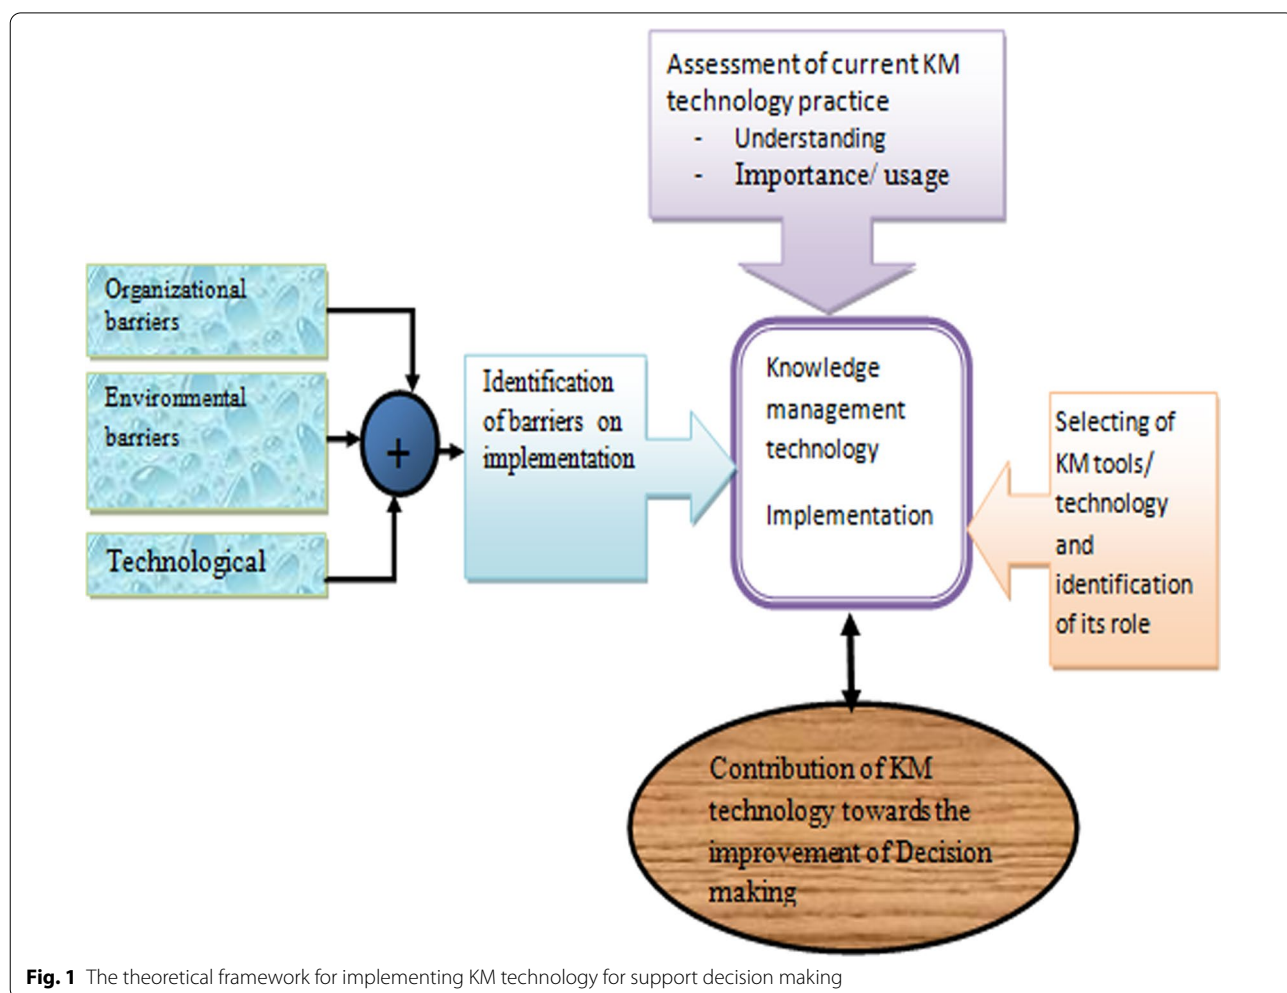 Assessment of current KM
technology practice
- Understanding
- Importance/ usage
Organizational
barriers
Environmental
barriers
Technological
+
Identification
of barriers on
implementation
Knowledge
management
technology
Implementation
Selecting of
KM tools/
technology
and
identification
of its role
Contribution of KM
technology towards the
improvement of Decision
making
Fig. 1 The theoretical framework for implementing KM technology for support decision making